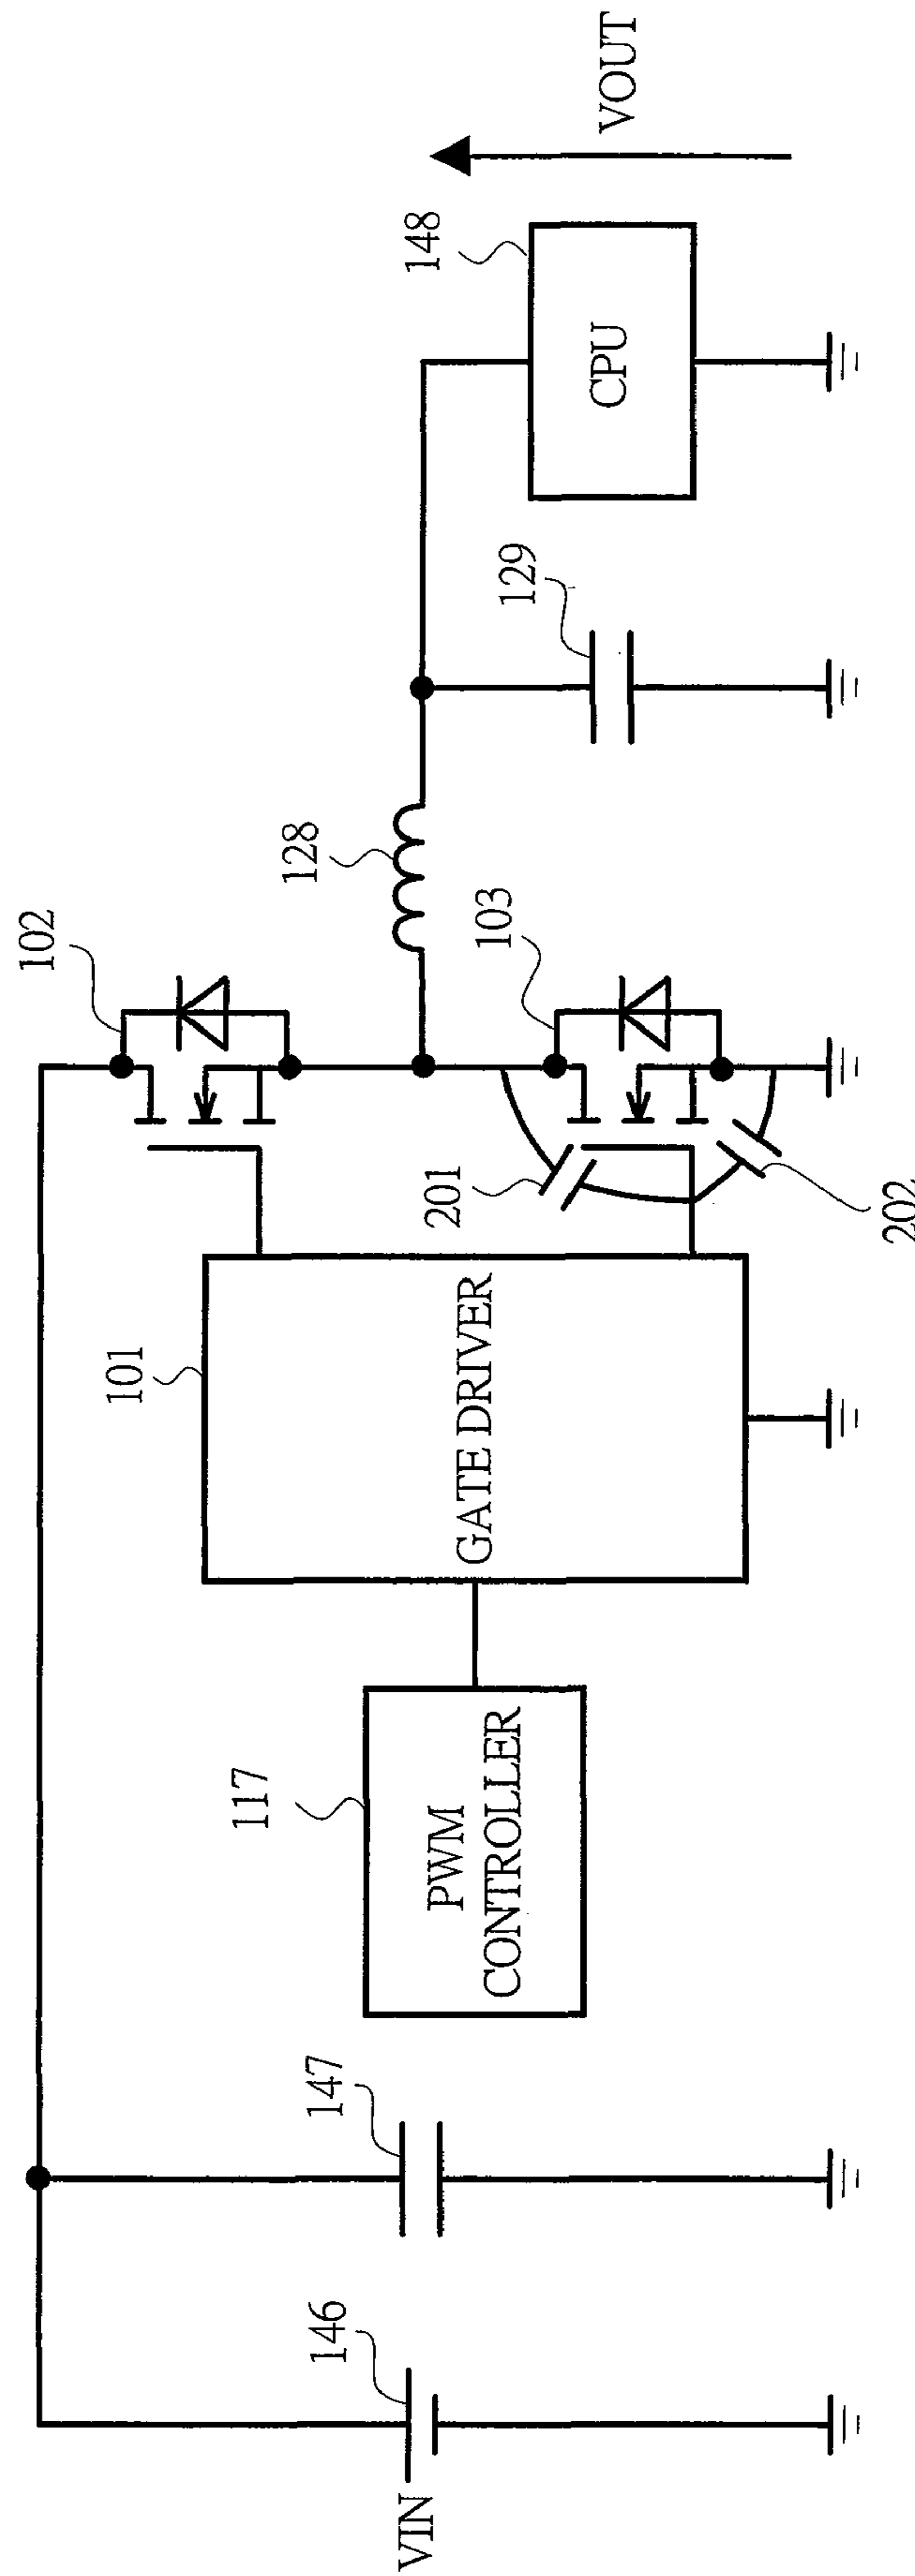 VIN
146
147
117
PWM
CONTROLLER
101
GATE DRIVER
102
201
202
103
128
129
148
CPU
VOUT